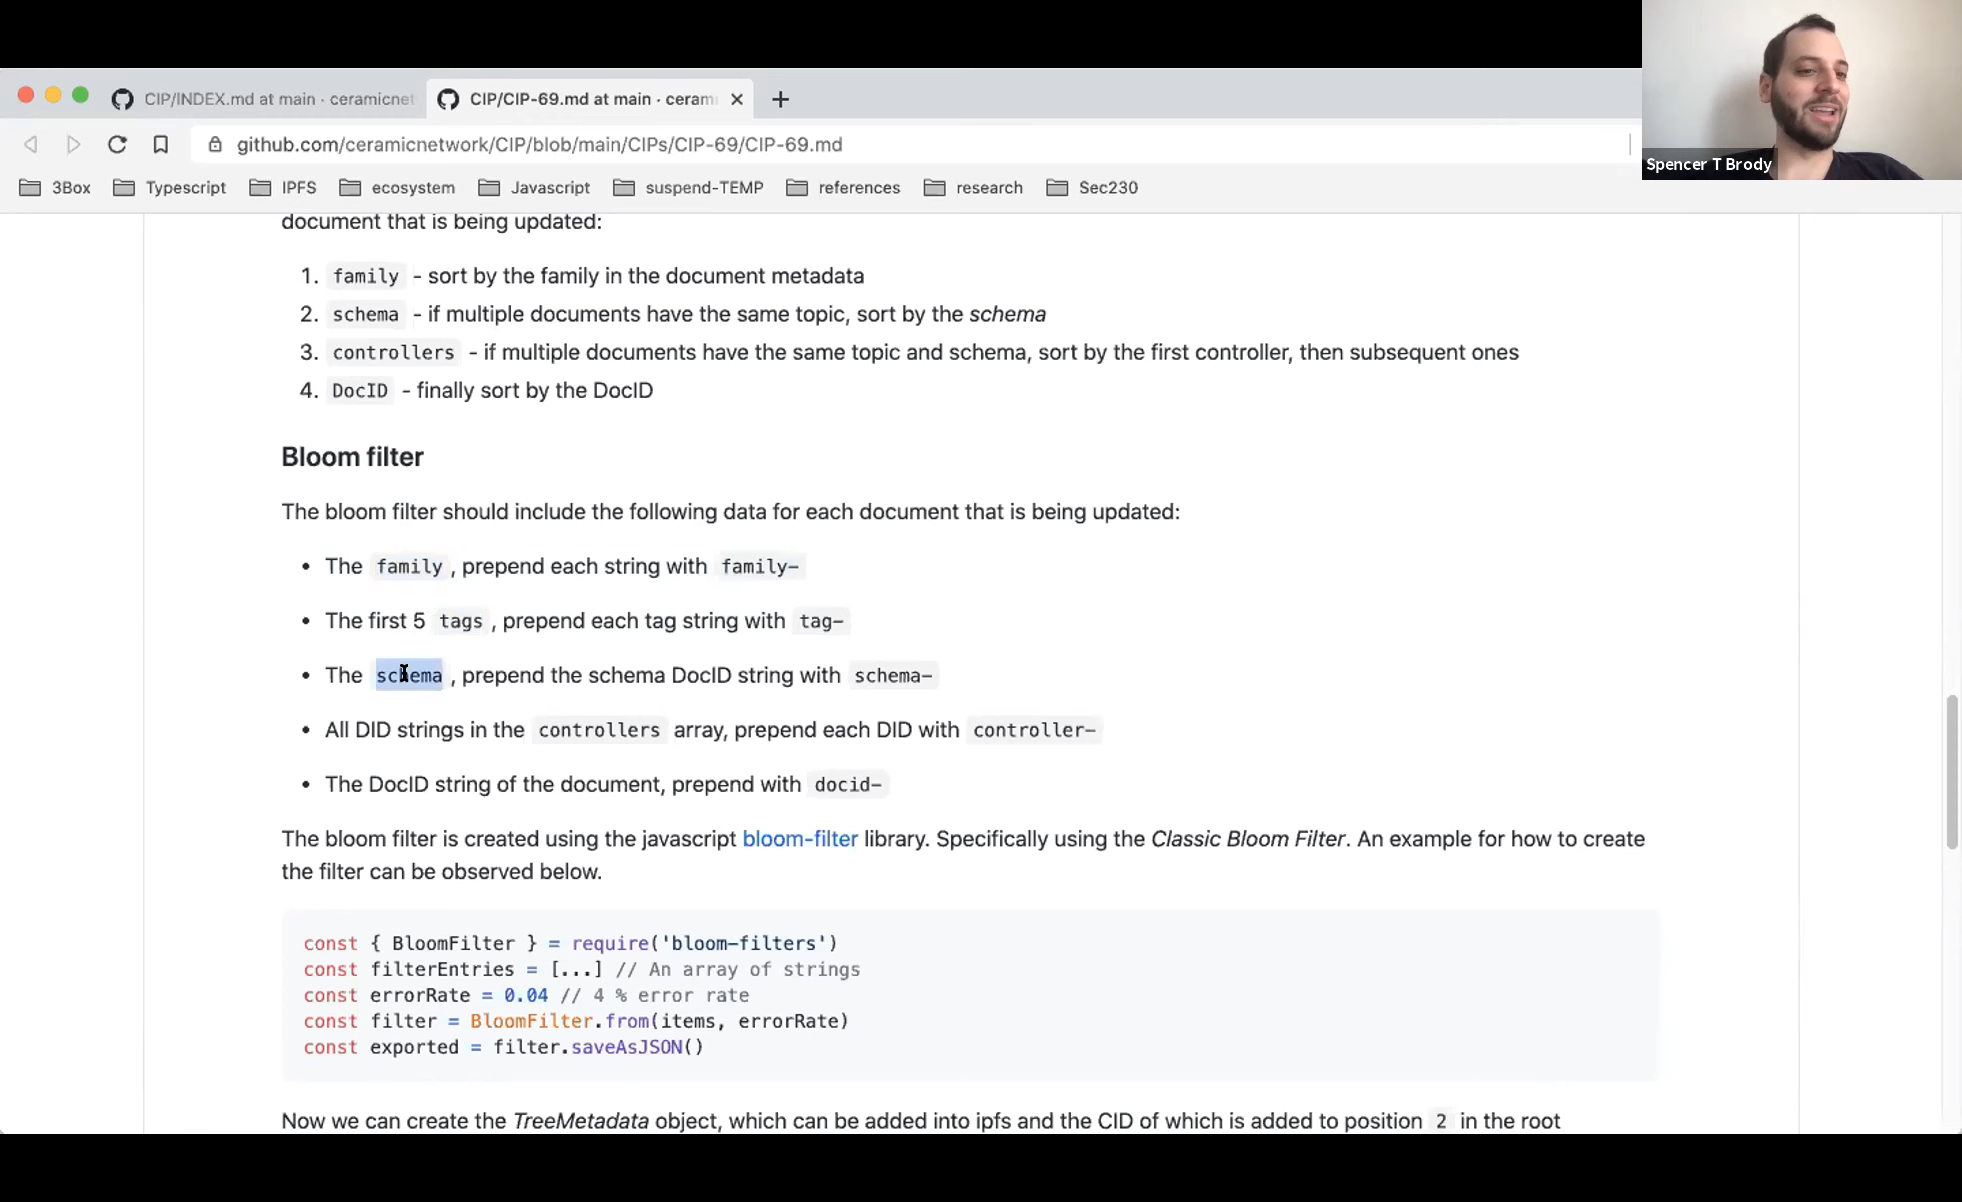 CIP/INDEX.md at main · ceramicnet
CIP/CIP-69.md at main · ceram
github.com/ceramicnetwork/CIP/blob/main/CIPs/CIP-69/CIP-69.md
Spencer T Brody
3Box Typescript IPFS ecosystem Javascript suspend-TEMP references research Sec230
document that is being updated:
1. family - sort by the family in the document metadata
2. schema - if multiple documents have the same topic, sort by the schema
3. controllers - if multiple documents have the same topic and schema, sort by the first controller, then subsequent ones
4. DocID - finally sort by the DocID
Bloom filter
The bloom filter should include the following data for each document that is being updated:
• The family , prepend each string with family-
• The first 5 tags , prepend each tag string with tag-
• The schema , prepend the schema DocID string with schema-
• All DID strings in the controllers array, prepend each DID with controller-
• The DocID string of the document, prepend with docid-
The bloom filter is created using the javascript bloom-filter library. Specifically using the Classic Bloom Filter. An example for how to create
the filter can be observed below.
const { BloomFilter } = require('bloom-filters')
const filterEntries = [...] // An array of strings
const errorRate = 0.04 // 4 % error rate
const filter = BloomFilter.from(items, errorRate)
const exported = filter.saveAsJSON()
Now we can create the TreeMetadata object, which can be added into ipfs and the CID of which is added to position 2 in the root